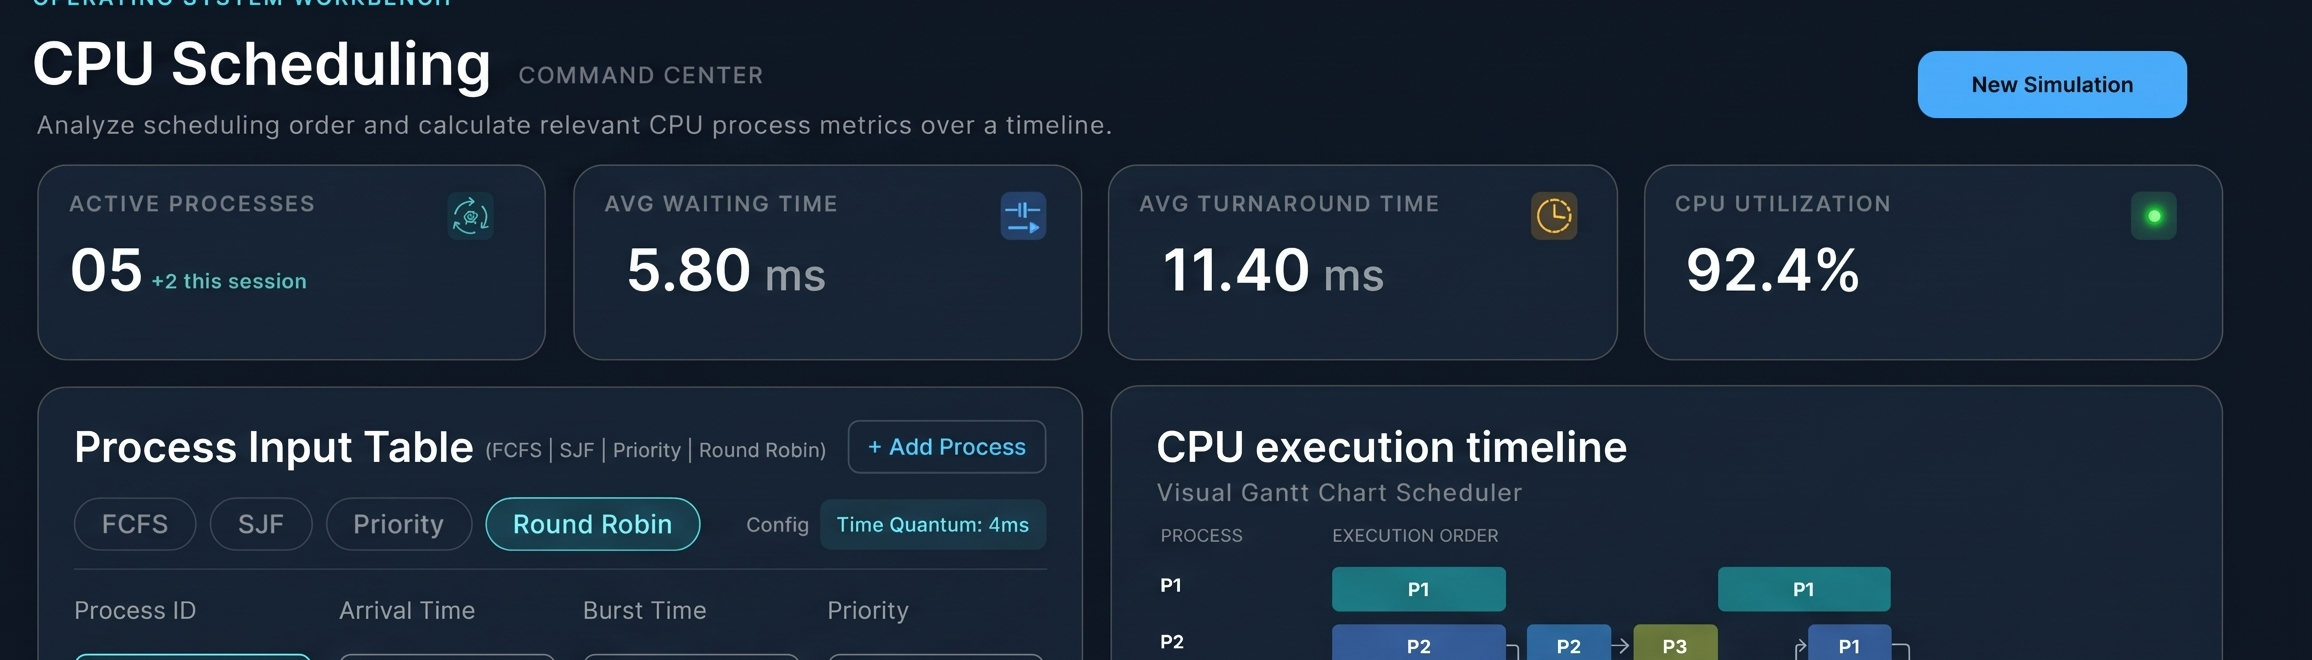 OPERATING SYSTEM WORKBENCH
CPU Scheduling COMMAND CENTER
New Simulation
Analyze scheduling order and calculate relevant CPU process metrics over a timeline.
ACTIVE PROCESSES
05 +2 this session
AVG WAITING TIME
5.80 ms
AVG TURNAROUND TIME
11.40 ms
CPU UTILIZATION
92.4%
Process Input Table (FCFS | SJF | Priority | Round Robin) + Add Process
FCFS SJF Priority Round Robin Config Time Quantum: 4ms
Process ID Arrival Time Burst Time Priority
CPU execution timeline
Visual Gantt Chart Scheduler
PROCESS EXECUTION ORDER
P1 P1 P1
P2 P2 P2 P3 P1